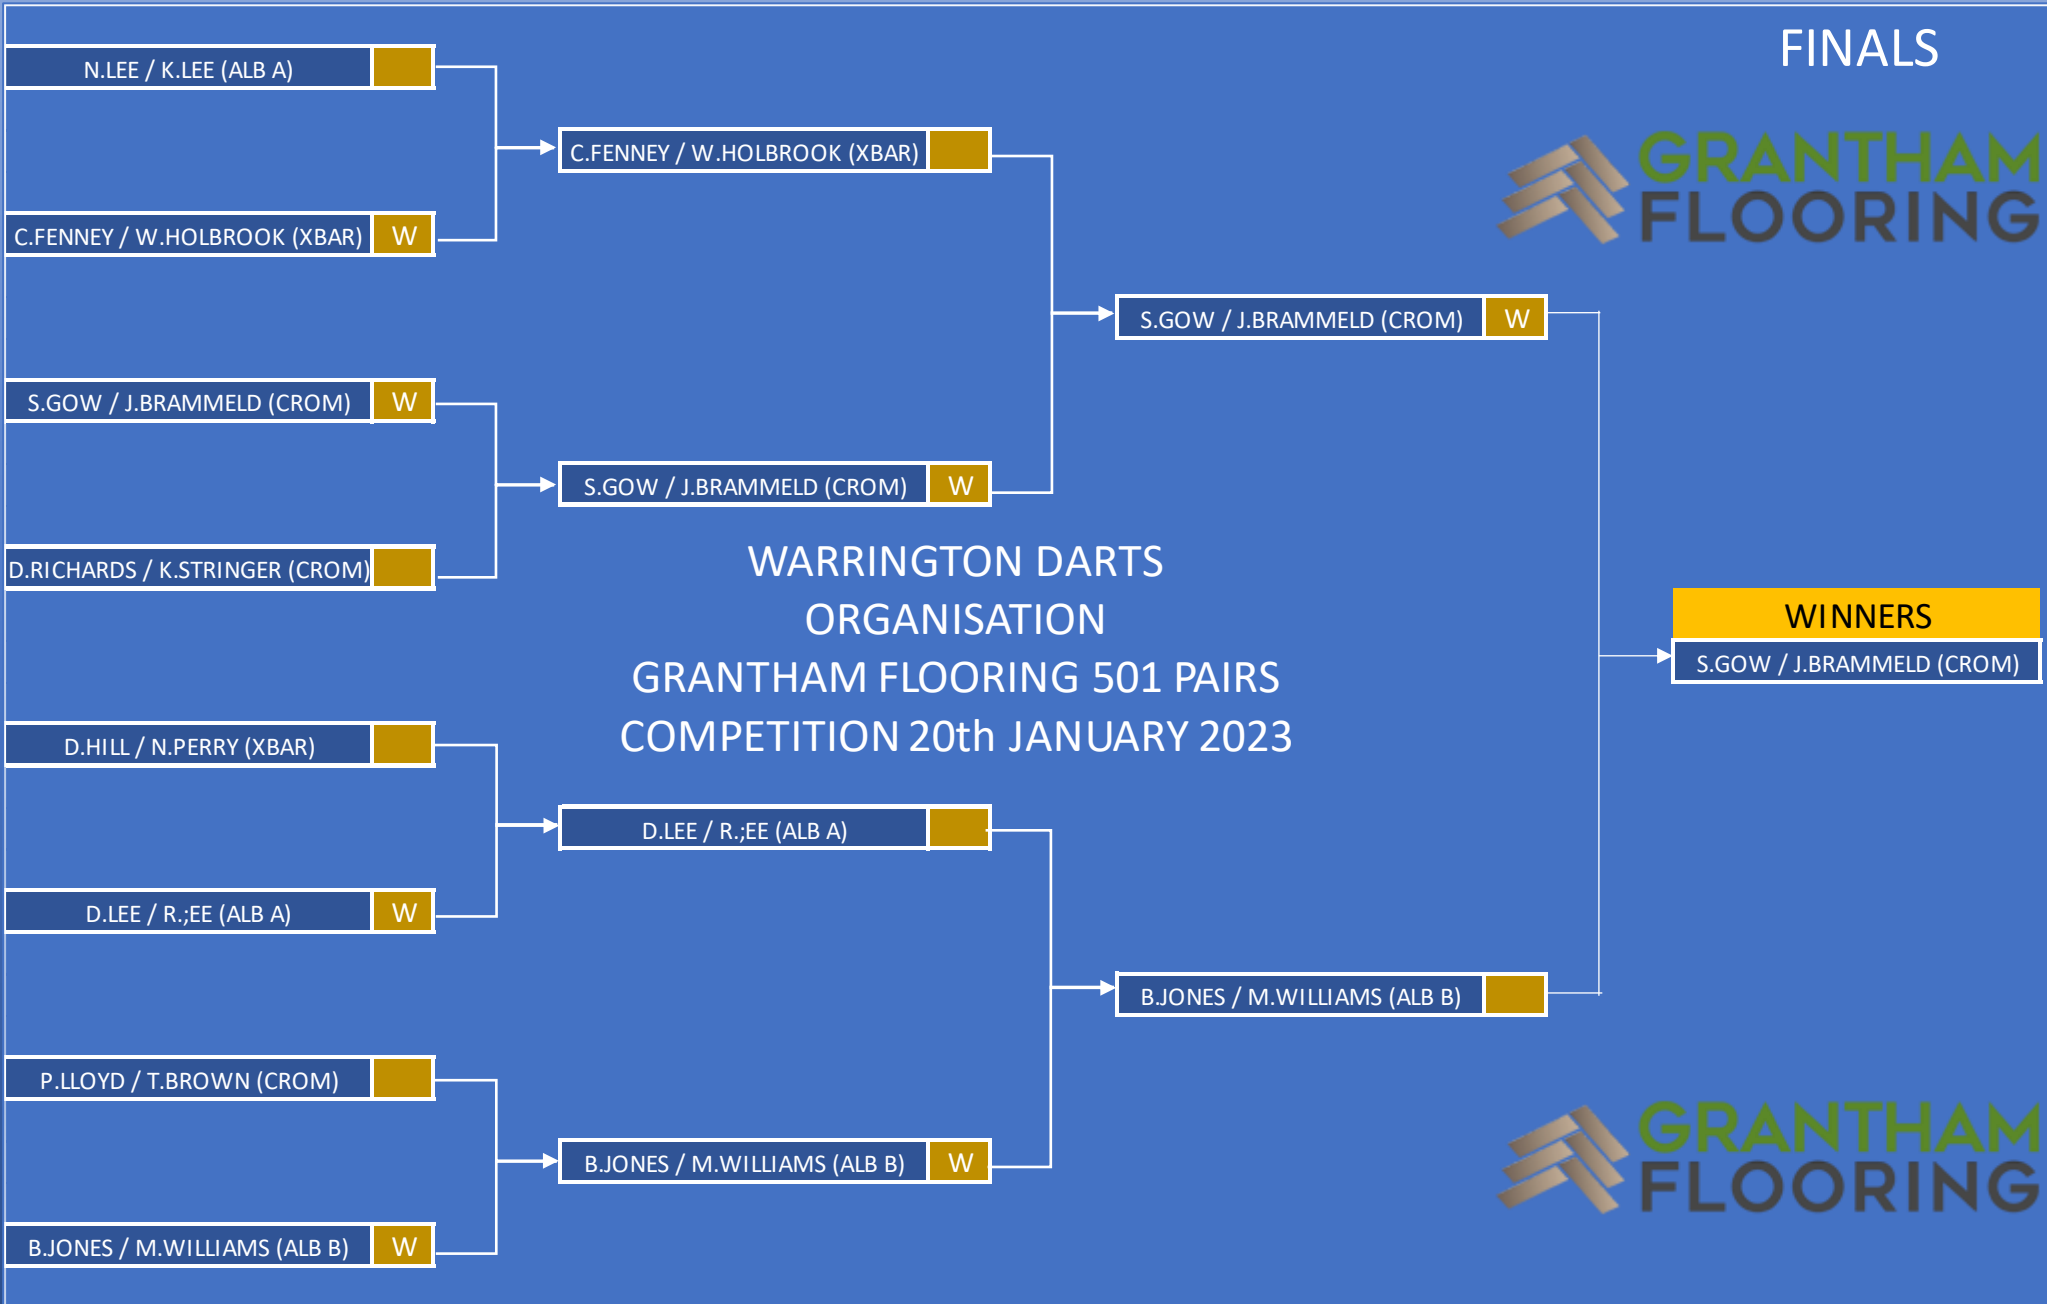 FINALS
N.LEE / K.LEE (ALB A)
C.FENNEY / W.HOLBROOK (XBAR)
GRANTHAM
FLOORING
C.FENNEY / W.HOLBROOK (XBAR) W
S.GOW / J.BRAMMELD (CROM) W
S.GOW / J.BRAMMELD (CROM) W
S.GOW / J.BRAMMELD (CROM) W
D.RICHARDS / K.STRINGER (CROM)
WARRINGTON DARTS
ORGANISATION
GRANTHAM FLOORING 501 PAIRS
COMPETITION 20th JANUARY 2023
WINNERS
S.GOW / J.BRAMMELD (CROM)
D.HILL / N.PERRY (XBAR)
D.LEE / R.;EE (ALB A)
D.LEE / R.;EE (ALB A) W
B.JONES / M.WILLIAMS (ALB B)
P.LLOYD / T.BROWN (CROM)
B.JONES / M.WILLIAMS (ALB B) W
GRANTHAM
FLOORING
B.JONES / M.WILLIAMS (ALB B) W